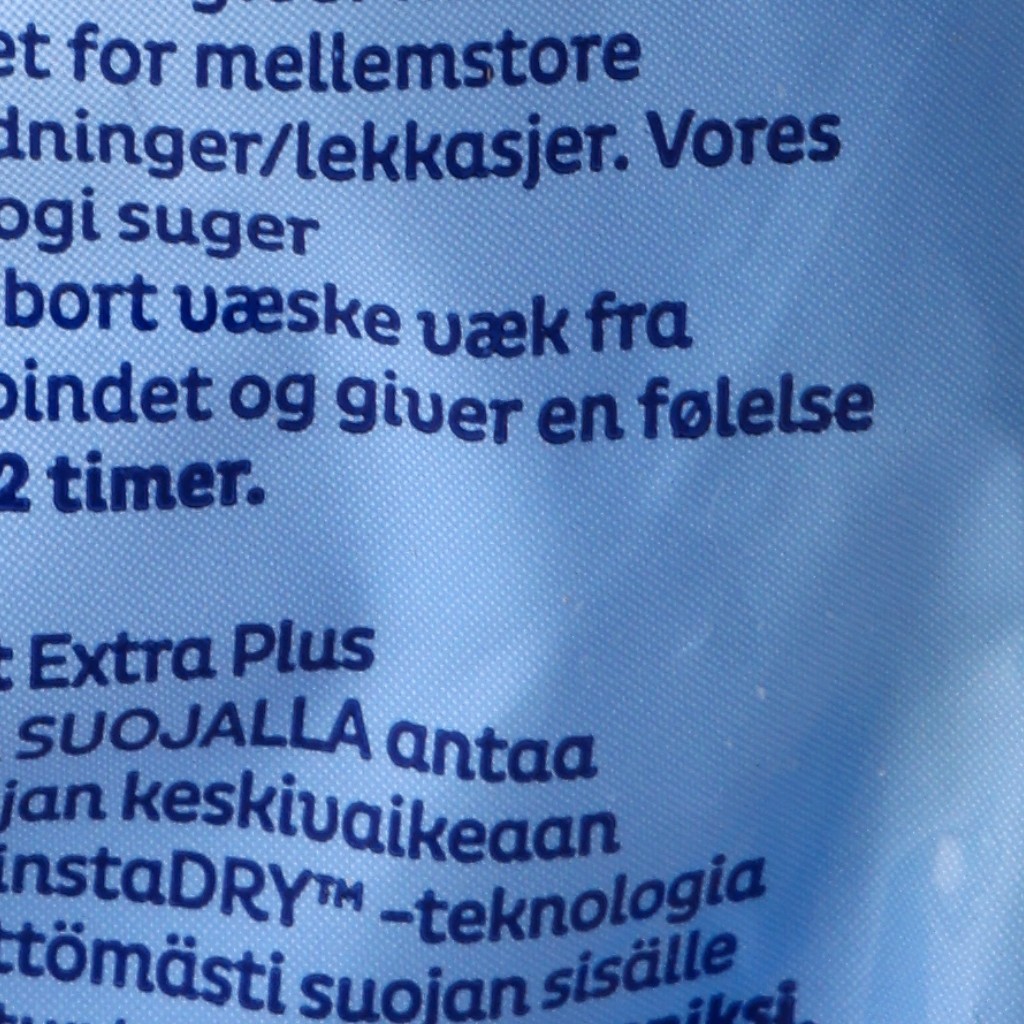 et for mellemstore
dninger/lekkasjer. Vores
ogi suger
bort væske væk fra
bindet og giver en følelse
2 timer.
t Extra Plus
SUOJALLA antaa
jan keskivaikeaan
instaDRY™ -teknologia
ttömästi suojan sisälle